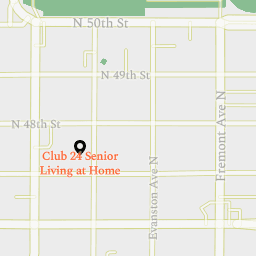 N 50th St
N 49th St
N 48th St
Club 24 Senior
Living at Home
Evanston Ave N
Fremont Ave N